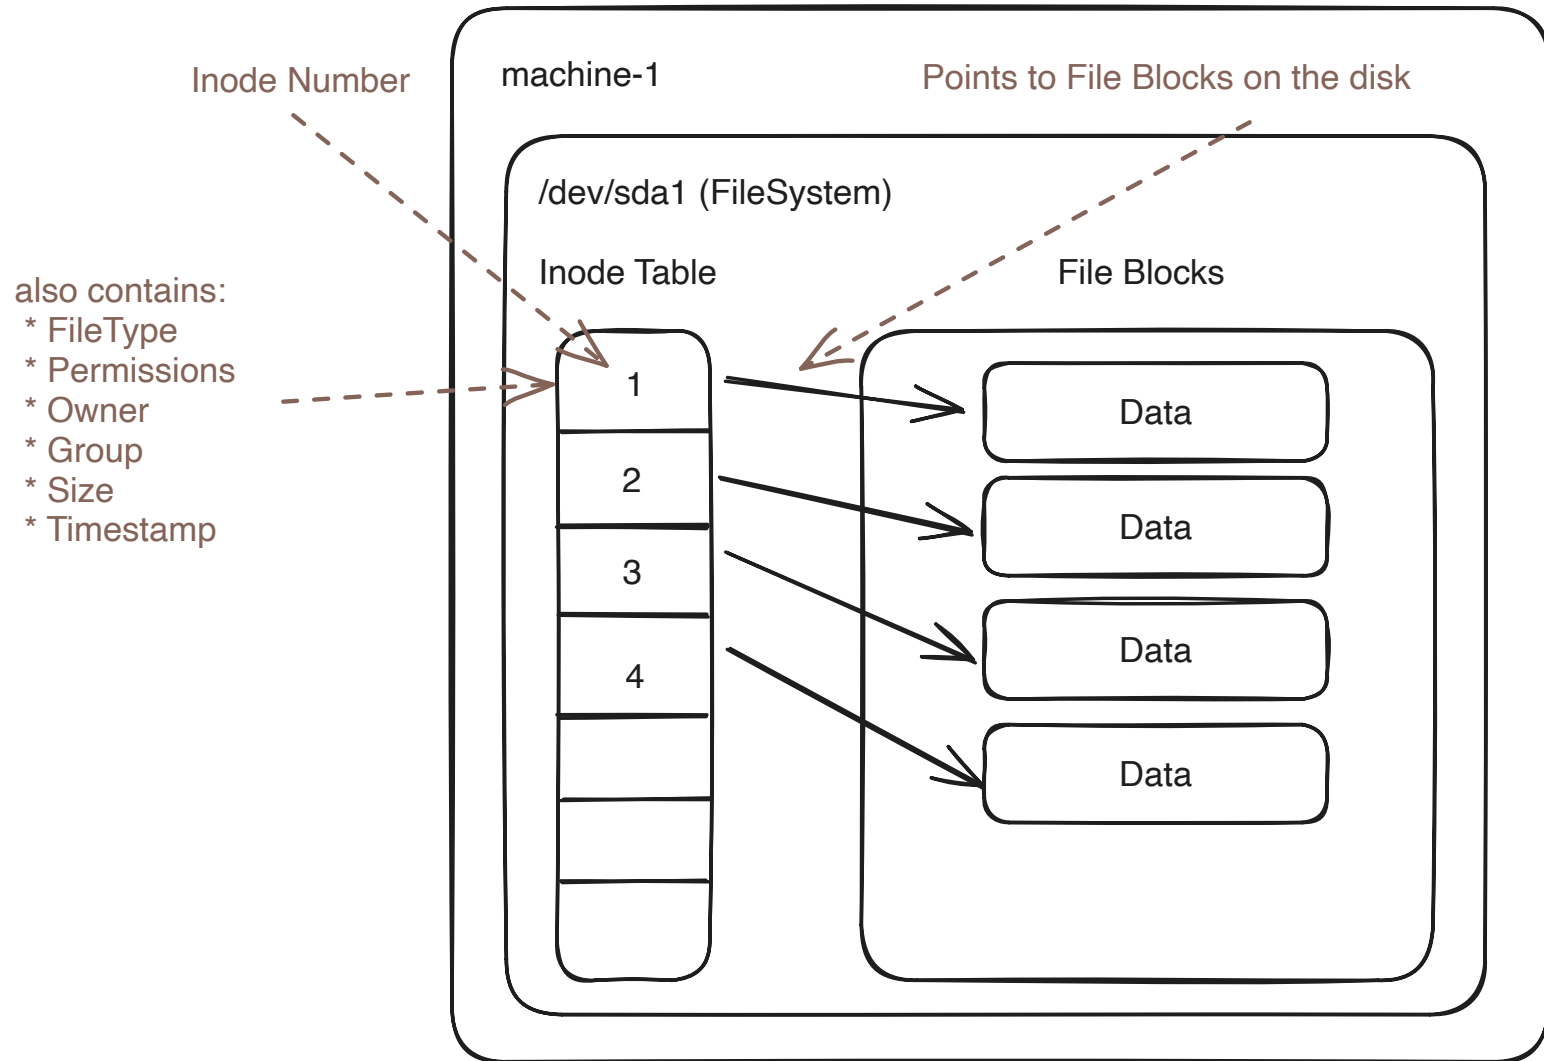 Inode Number
machine-1
Points to File Blocks on the disk
/dev/sda1 (FileSystem)
Inode Table
File Blocks
also contains:
* FileType
* Permissions
* Owner
* Group
* Size
* Timestamp
1
2
3
4
Data
Data
Data
Data